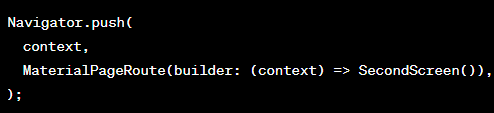 Navigator.push(
  context,
  MaterialPageRoute(builder: (context) => SecondScreen()),
);